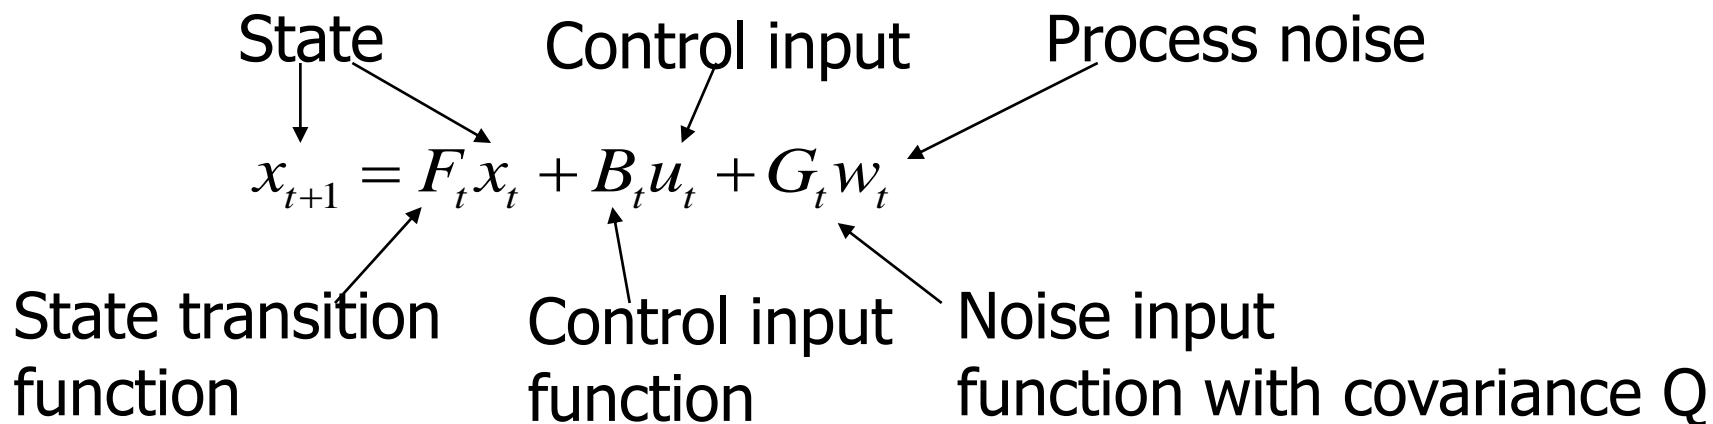 State Control input Process noise
x_{t+1} = F_t x_t + B_t u_t + G_t w_t
State transition Control input Noise input
function function function with covariance Q